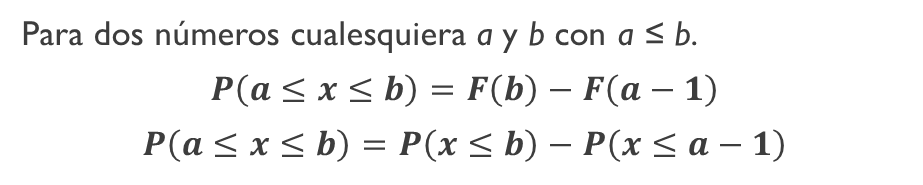 Para dos números cualesquiera a y b con a ≤ b.
P(a ≤ x ≤ b) = F(b) − F(a − 1)
P(a ≤ x ≤ b) = P(x ≤ b) − P(x ≤ a − 1)